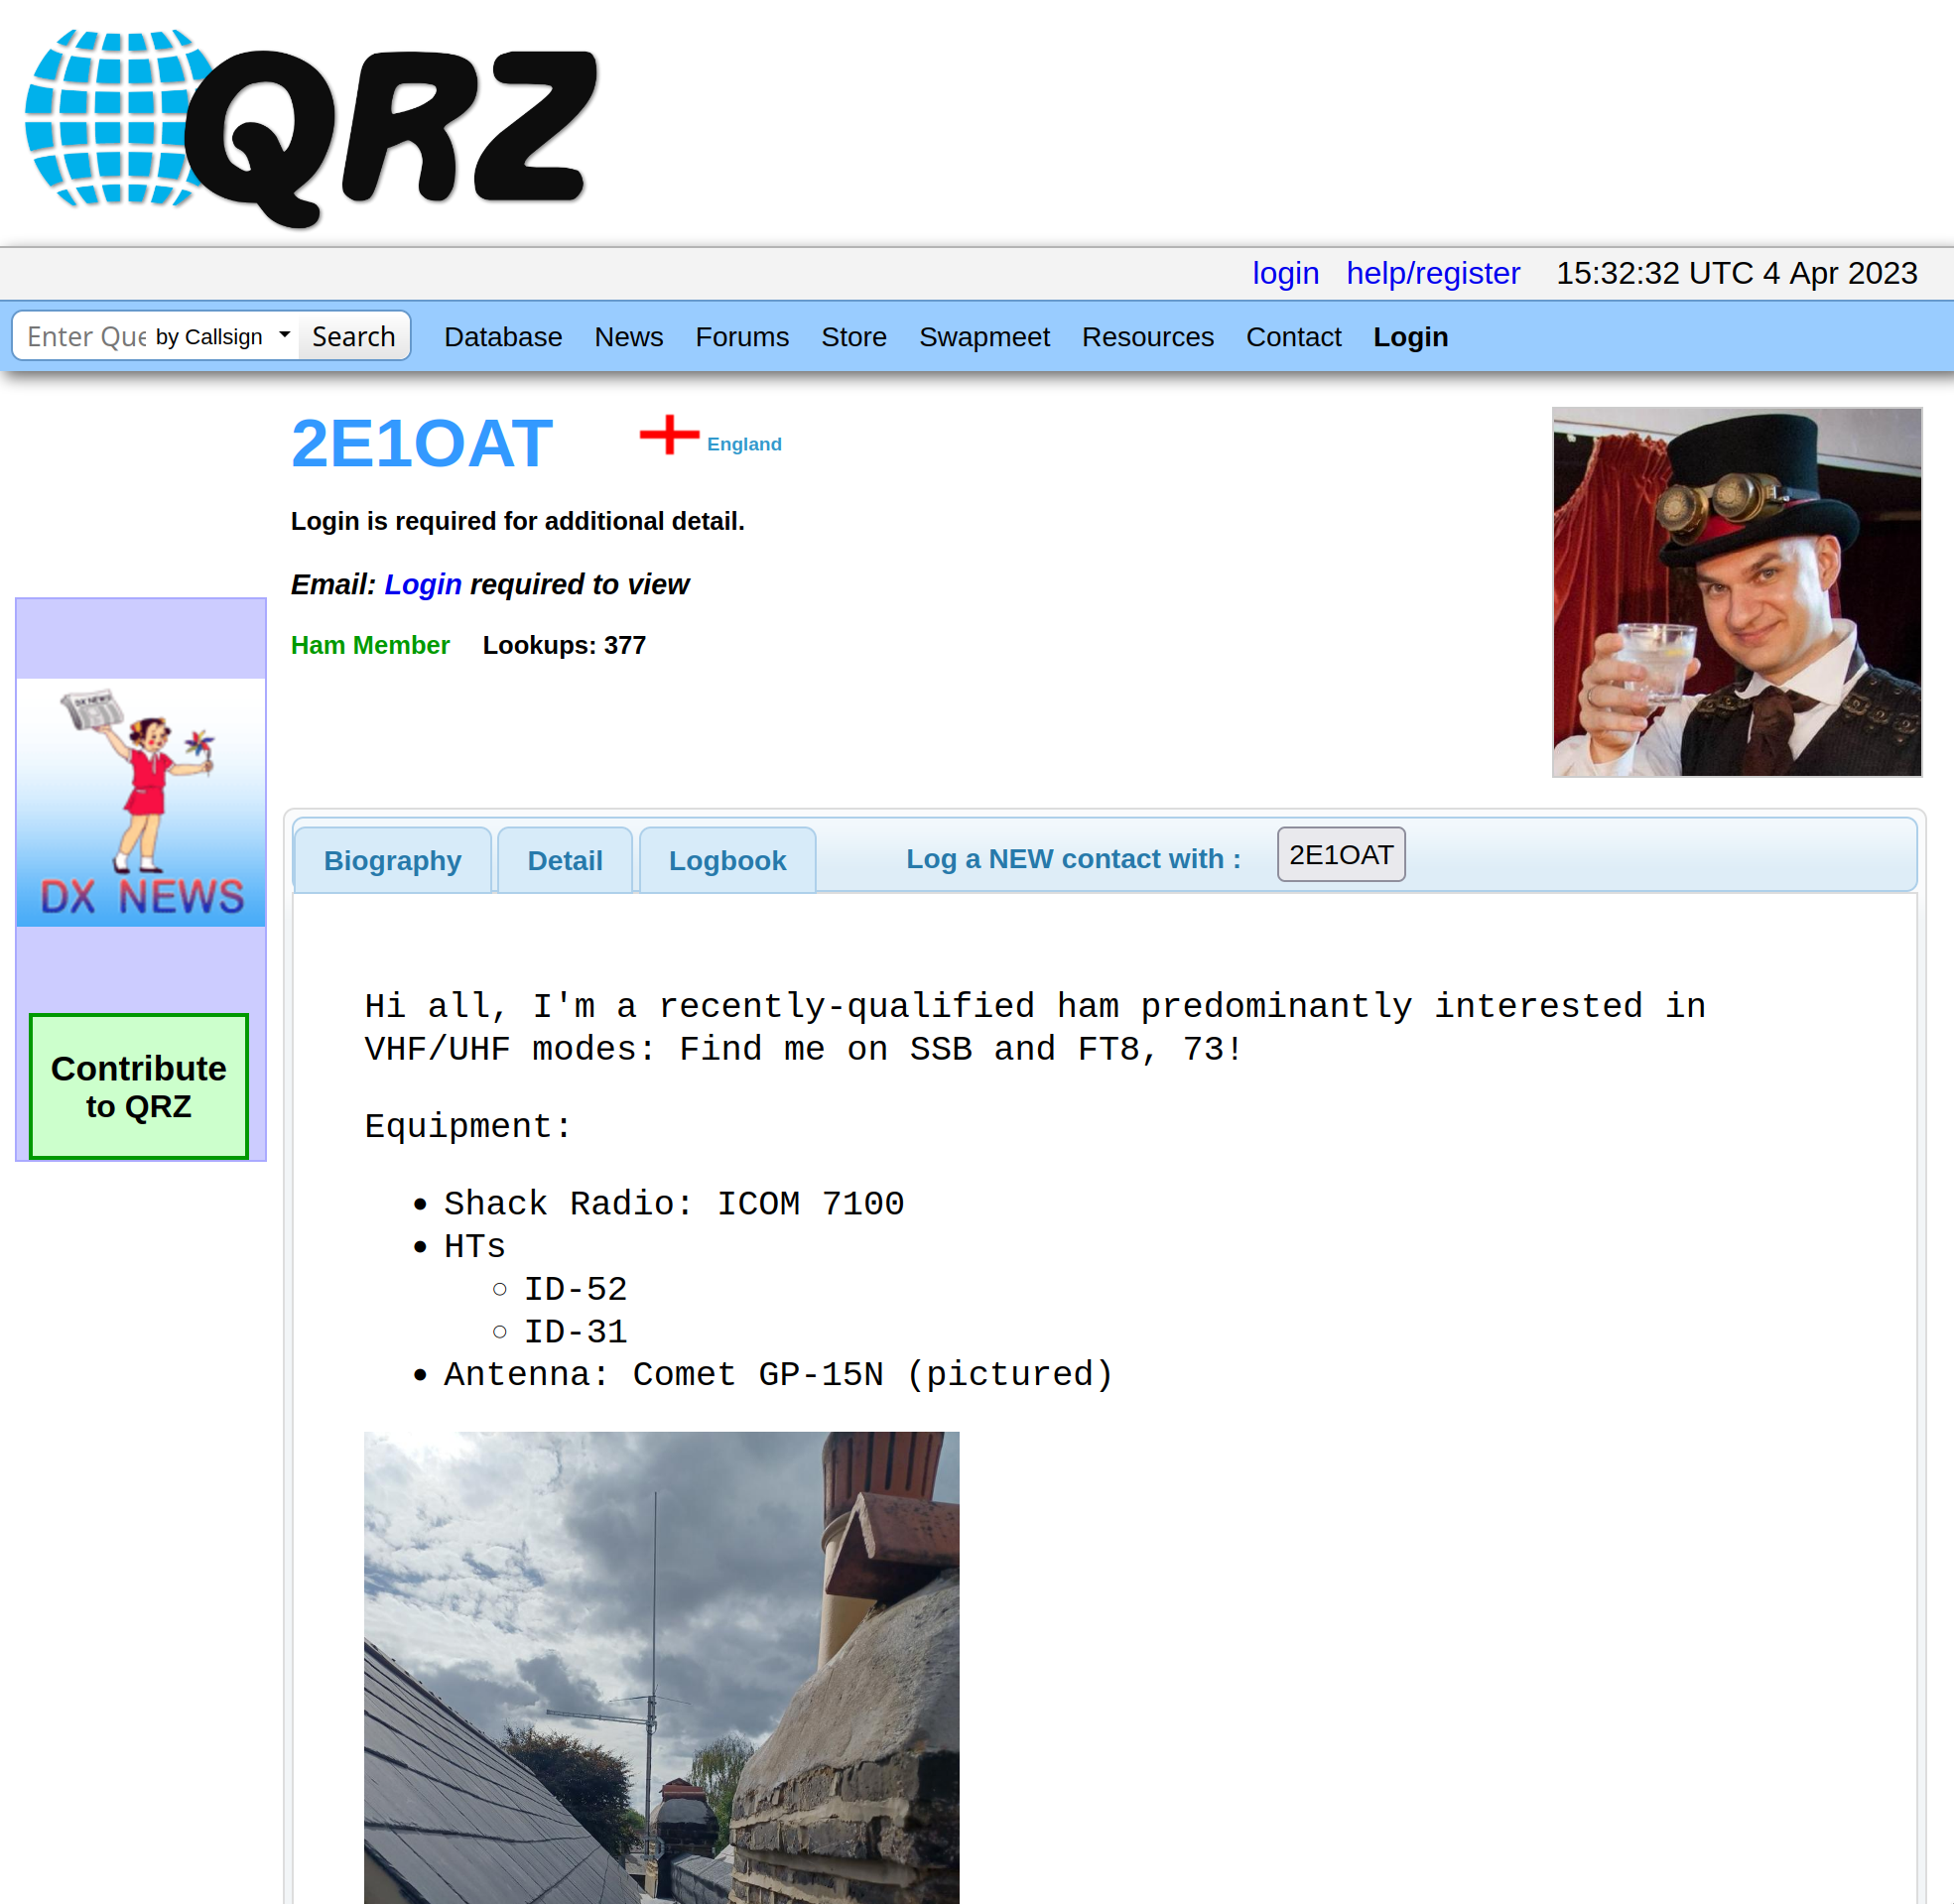 QRZ
login help/register 15:32:32 UTC 4 Apr 2023
Enter Que by Callsign Search Database News Forums Store Swapmeet Resources Contact Login
2E1OAT England
Login is required for additional detail.
Email: Login required to view
Ham Member Lookups: 377
DX NEWS
DX NEWS
Contribute
to QRZ
Biography Detail Logbook Log a NEW contact with : 2E1OAT
Hi all, I'm a recently-qualified ham predominantly interested in
VHF/UHF modes: Find me on SSB and FT8, 73!
Equipment:
• Shack Radio: ICOM 7100
• HTs
○ ID-52
○ ID-31
• Antenna: Comet GP-15N (pictured)